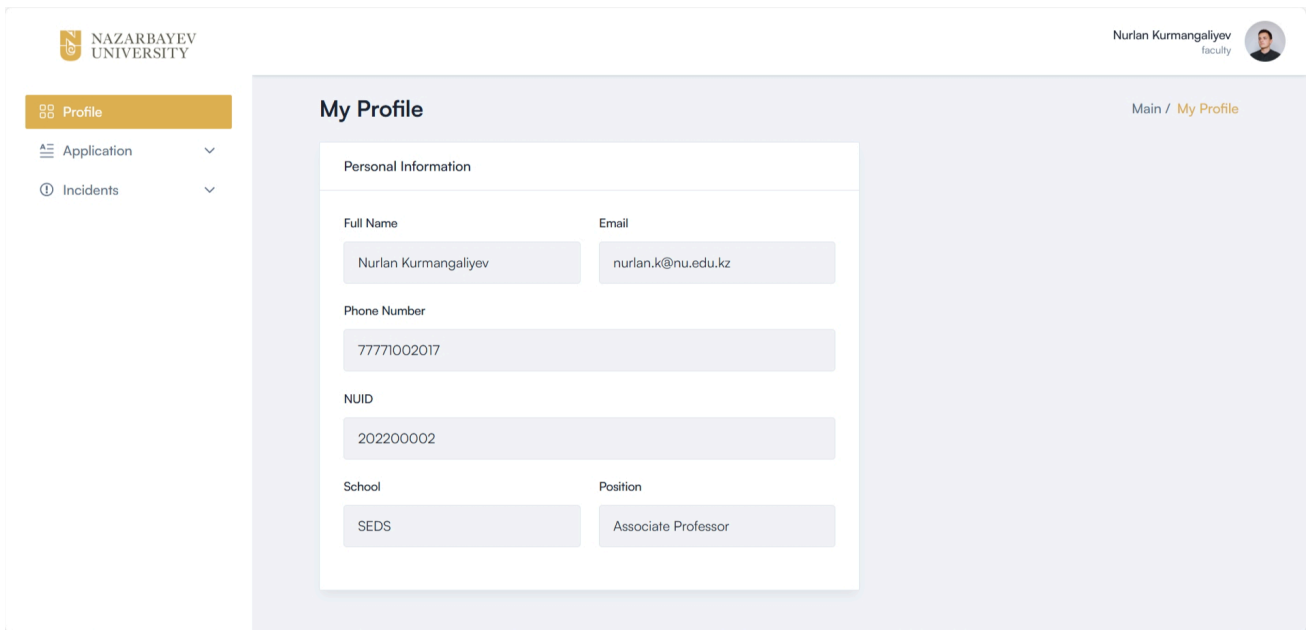 NAZARBAYEV
UNIVERSITY
Nurlan Kurmangaliyev
faculty
Profile
Application
Incidents
My Profile
Main / My Profile
Personal Information
Full Name
Email
Nurlan Kurmangaliyev
nurlan.k@nu.edu.kz
Phone Number
77771002017
NUID
202200002
School
Position
SEDS
Associate Professor